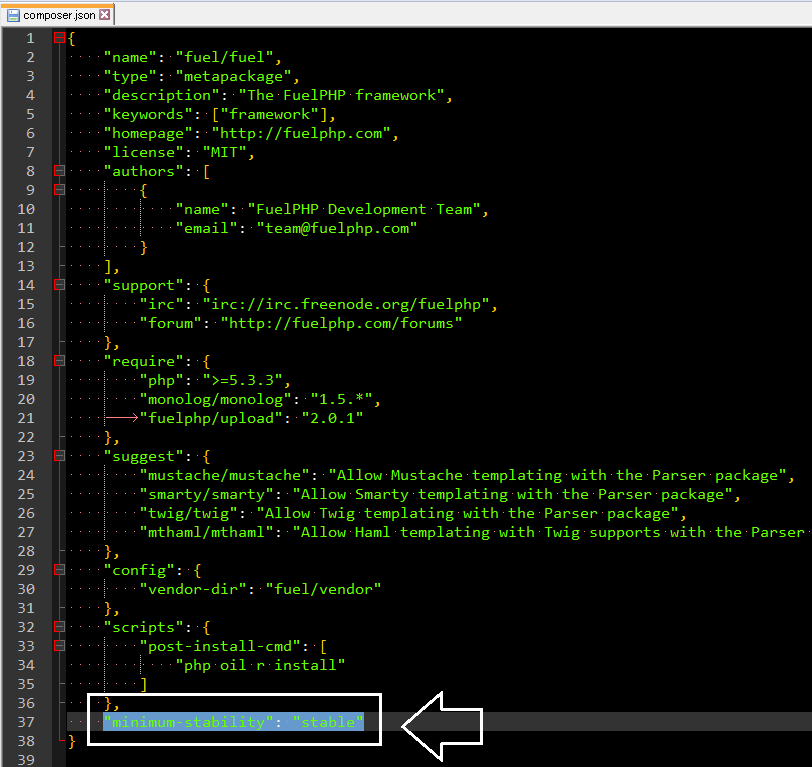 composer.json
1 {
2 "name": "fuel/fuel",
3 "type": "metapackage",
4 "description": "The FuelPHP framework",
5 "keywords": ["framework"],
6 "homepage": "http://fuelphp.com",
7 "license": "MIT",
8 "authors": [
9 {
10 "name": "FuelPHP Development Team",
11 "email": "team@fuelphp.com"
12 }
13 ],
14 "support": {
15 "irc": "irc://irc.freenode.org/fuelphp",
16 "forum": "http://fuelphp.com/forums"
17 },
18 "require": {
19 "php": ">=5.3.3",
20 "monolog/monolog": "1.5.*",
21 "fuelphp/upload": "2.0.1"
22 },
23 "suggest": {
24 "mustache/mustache": "Allow Mustache templating with the Parser package",
25 "smarty/smarty": "Allow Smarty templating with the Parser package",
26 "twig/twig": "Allow Twig templating with the Parser package",
27 "mthaml/mthaml": "Allow Haml templating with Twig supports with the Parser
28 },
29 "config": {
30 "vendor-dir": "fuel/vendor"
31 },
32 "scripts": {
33 "post-install-cmd": [
34 "php oil r install"
35 ]
36 },
37 "minimum-stability": "stable"
38 }
39